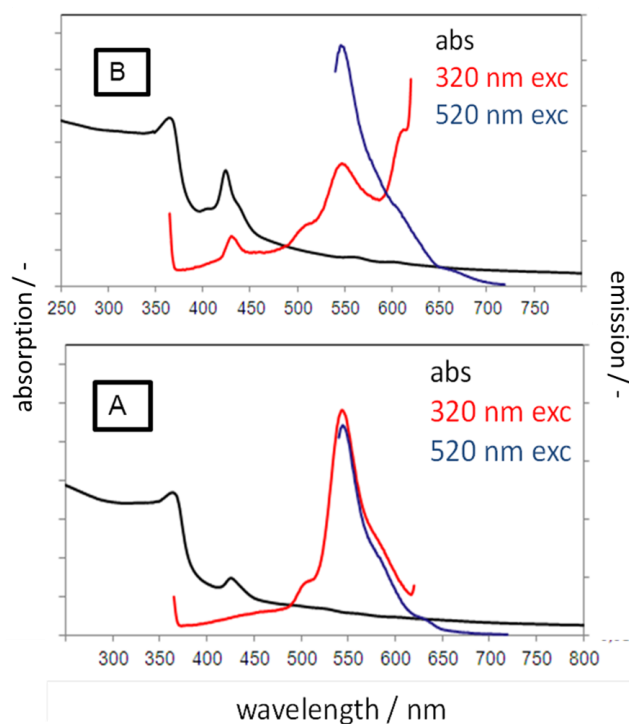 B
abs
320 nm exc
520 nm exc
250 300 350 400 450 500 550 600 650 700 750
absorption / -
emission / -
A
abs
320 nm exc
520 nm exc
300 350 400 450 500 550 600 650 700 750 800
wavelength / nm